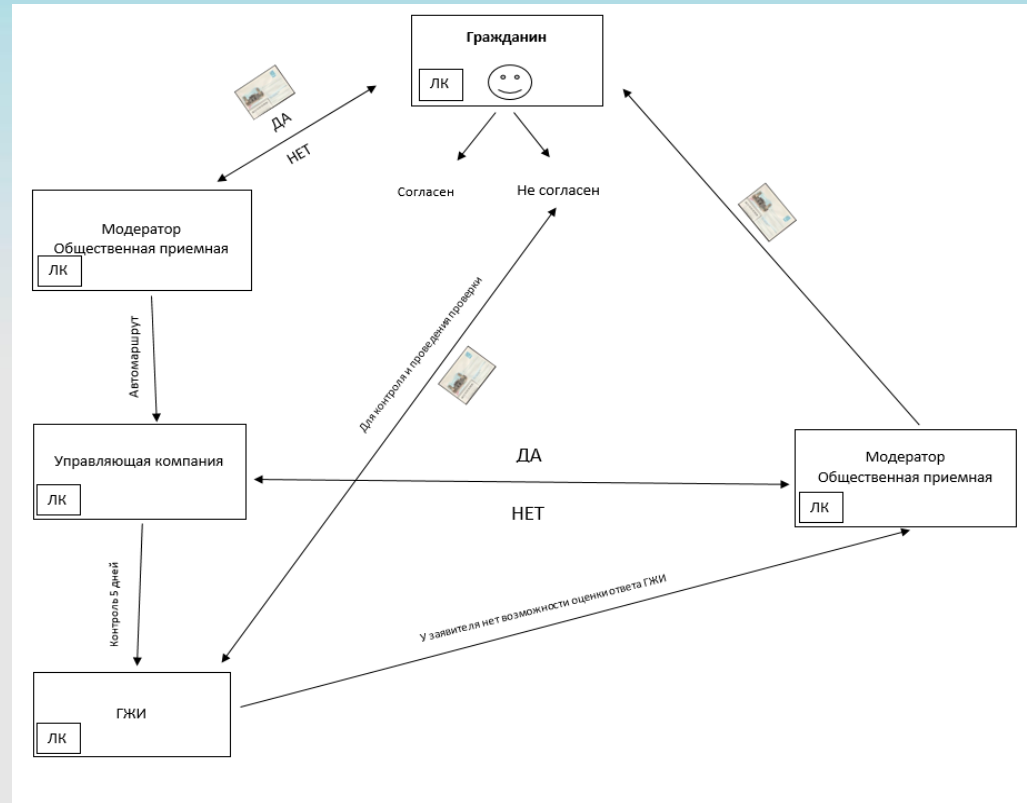 Гражданин
ЛК
ДА
НЕТ
Согласен
Не согласен
Модератор
Общественная приемная
ЛК
Автомаршрут
Для контроля и проведения проверки
Управляющая компания
ЛК
ДА
НЕТ
Модератор
Общественная приемная
ЛК
Контроль 5 дней
У заявителя нет возможности оценки ответа ГЖИ
ГЖИ
ЛК